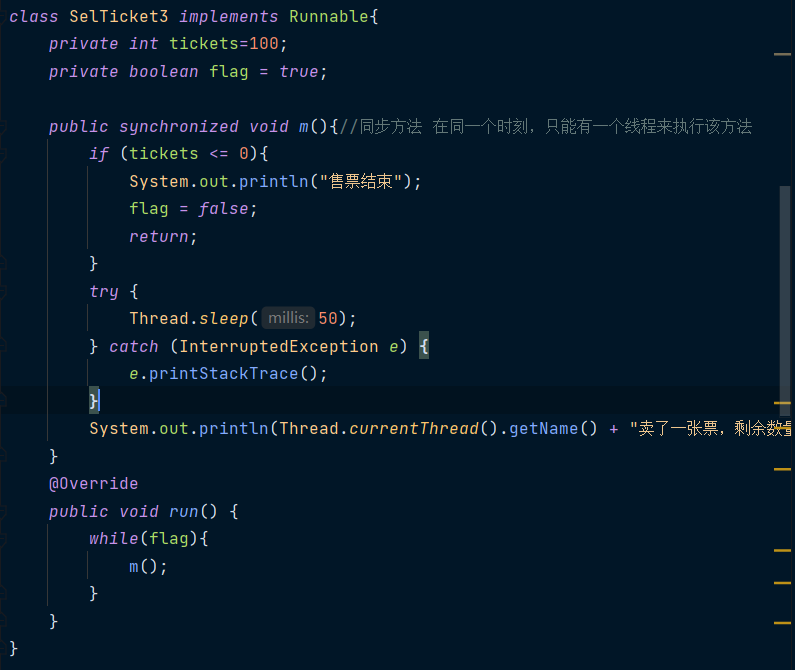 class SelTicket3 implements Runnable{
private int tickets=100;
private boolean flag = true;
public synchronized void m(){//同步方法 在同一个时刻，只能有一个线程来执行该方法
if (tickets <= 0){
System.out.println("售票结束");
flag = false;
return;
}
try {
Thread.sleep( millis: 50);
} catch (InterruptedException e) {
e.printStackTrace();
}
System.out.println(Thread.currentThread().getName() + "卖了一张票，剩余数量
}
@Override
public void run() {
while(flag){
m();
}
}
}